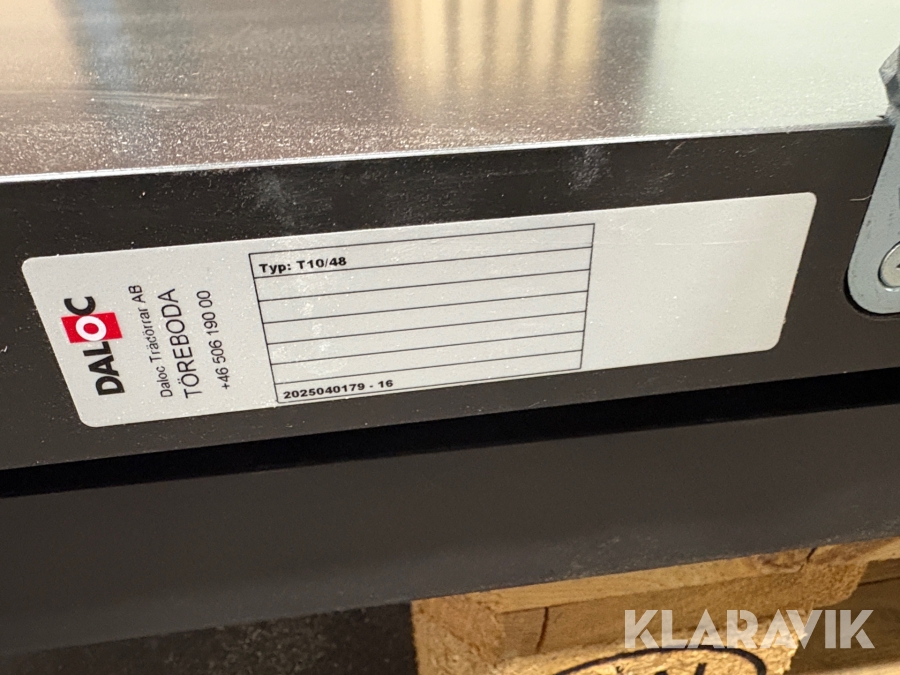 DALOC
Daloc Trädörrar AB
TÖREBODA
+46 506 190 00
Typ: T10/48
2025040179 - 16
KLARAVIK